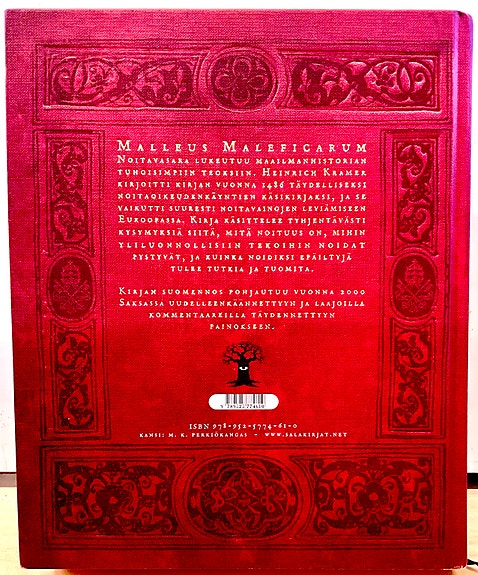 Malleus Maleficarum
Noitavasara lukeutuu maailmanhistorian
tuhoisimpiin teoksiin. Heinrich Kramer
kirjoitti kirjan vuonna 1486 täydelliseksi
noitaoikeudenkäyntien käsikirjaksi, ja se
vaikutti suuresti noitavainojen leviämiseen
Euroopassa. Kirja käsittelee tyhjentävästi
kysymyksiä siitä, mitä noituus on, mihin
yliluonnollisiin tekoihin noidat
pystyvät, ja kuinka noidiksi epäiltyjä
tulee tutkia ja tuomita.
Kirjan suomennos pohjautuu vuonna 2000
Saksassa uudelleenkäännettyyn ja laajoilla
kommentaareilla täydennettyyn
painokseen.
9 789525 774610
ISBN 978-952-5774-61-0
Kansi: M. K. Perkiökangas – www.salakirjat.net